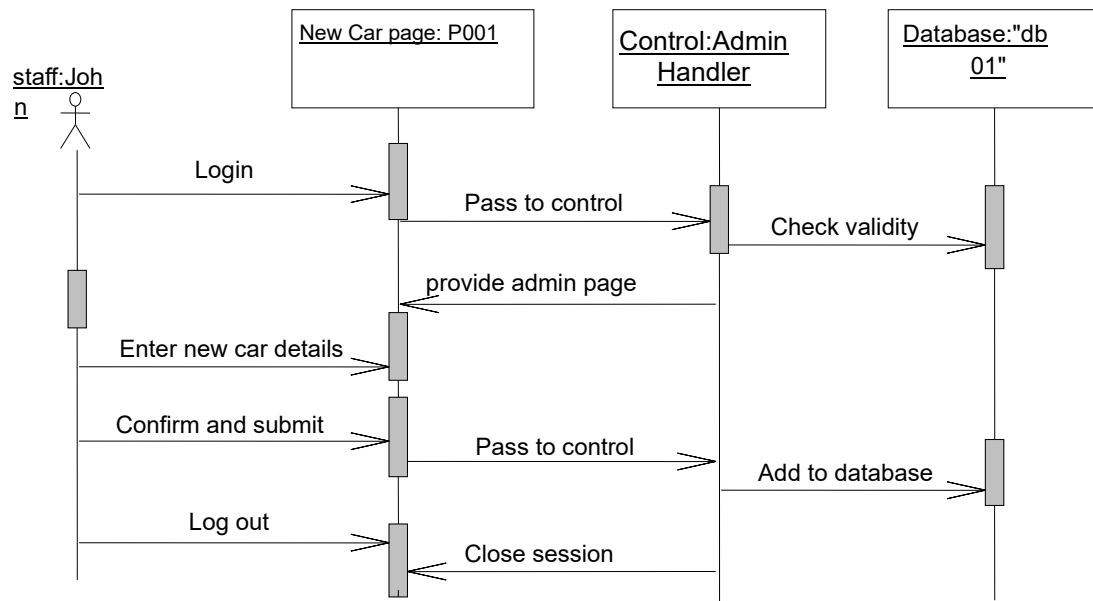 New Car page: P001
Control:Admin
Handler
Database:"db
01"
staff:Joh
n
Login
Pass to control
Check validity
provide admin page
Enter new car details
Confirm and submit
Pass to control
Add to database
Log out
Close session